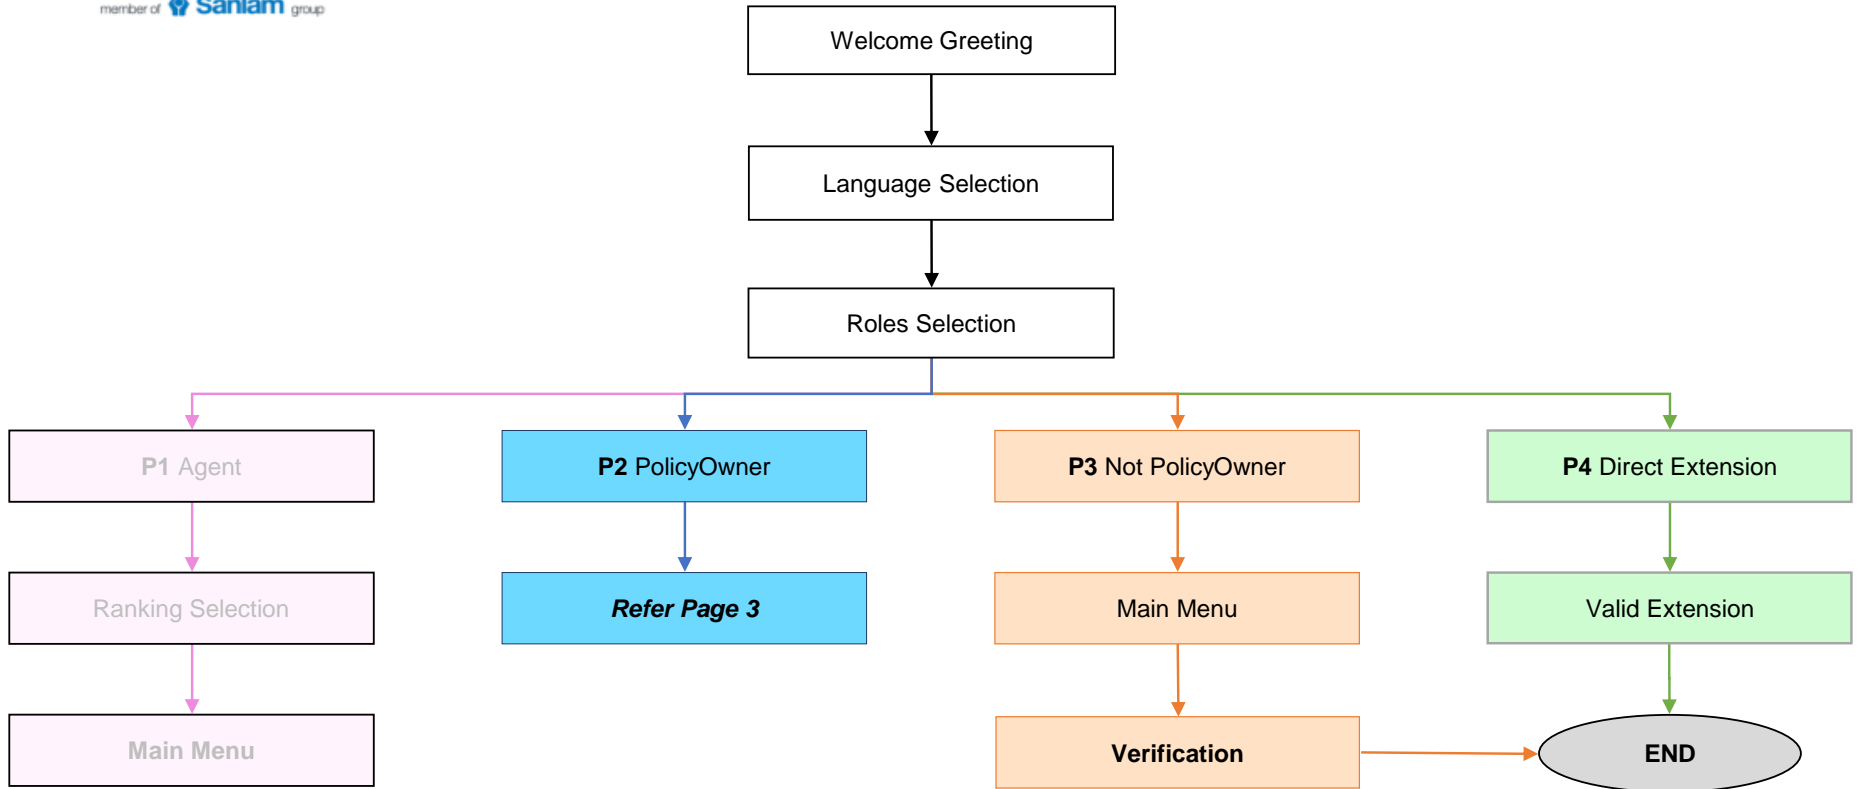 member of Sanlam group
Welcome Greeting
Language Selection
Roles Selection
P1 Agent
P2 PolicyOwner
P3 Not PolicyOwner
P4 Direct Extension
Ranking Selection
Refer Page 3
Main Menu
Valid Extension
Main Menu
Verification
END